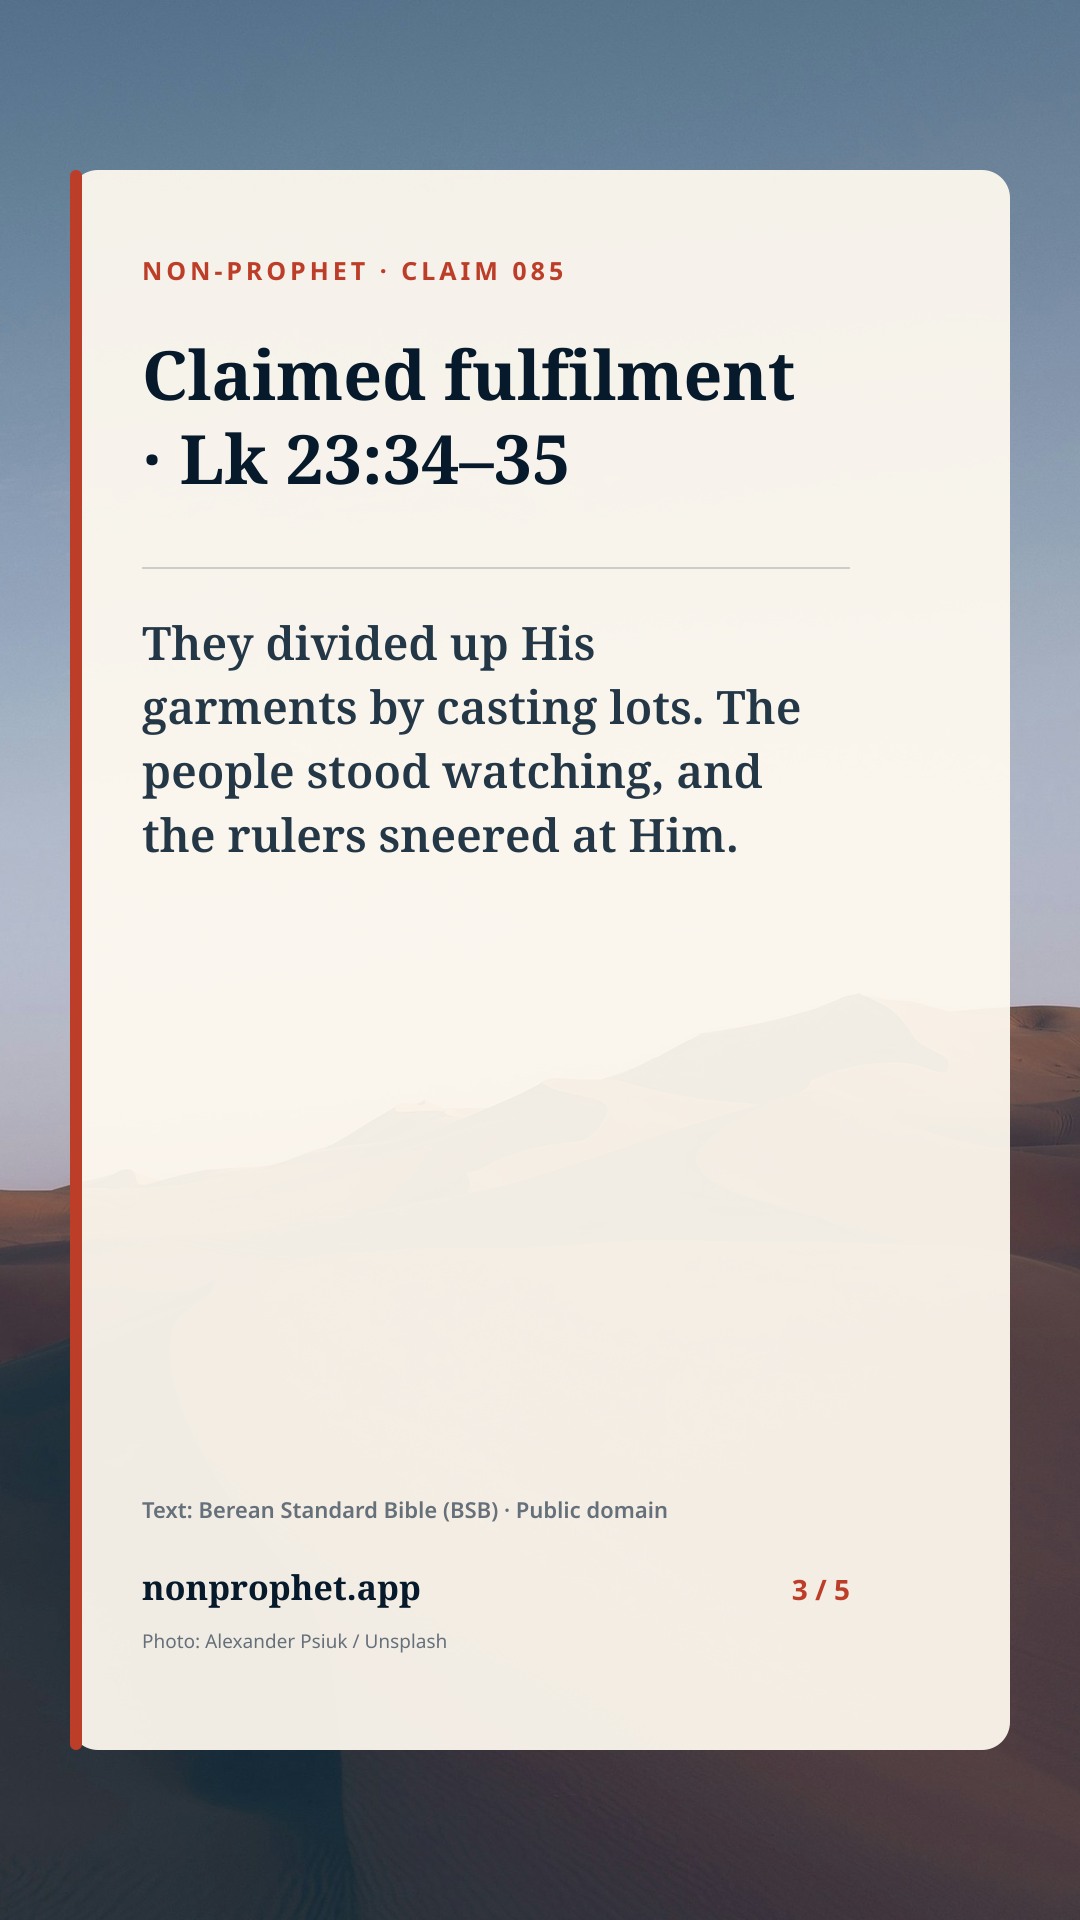 NON-PROPHET · CLAIM 085
Claimed fulfilment
· Lk 23:34–35
They divided up His
garments by casting lots. The
people stood watching, and
the rulers sneered at Him.
Text: Berean Standard Bible (BSB) · Public domain
nonprophet.app
3 / 5
Photo: Alexander Psiuk / Unsplash